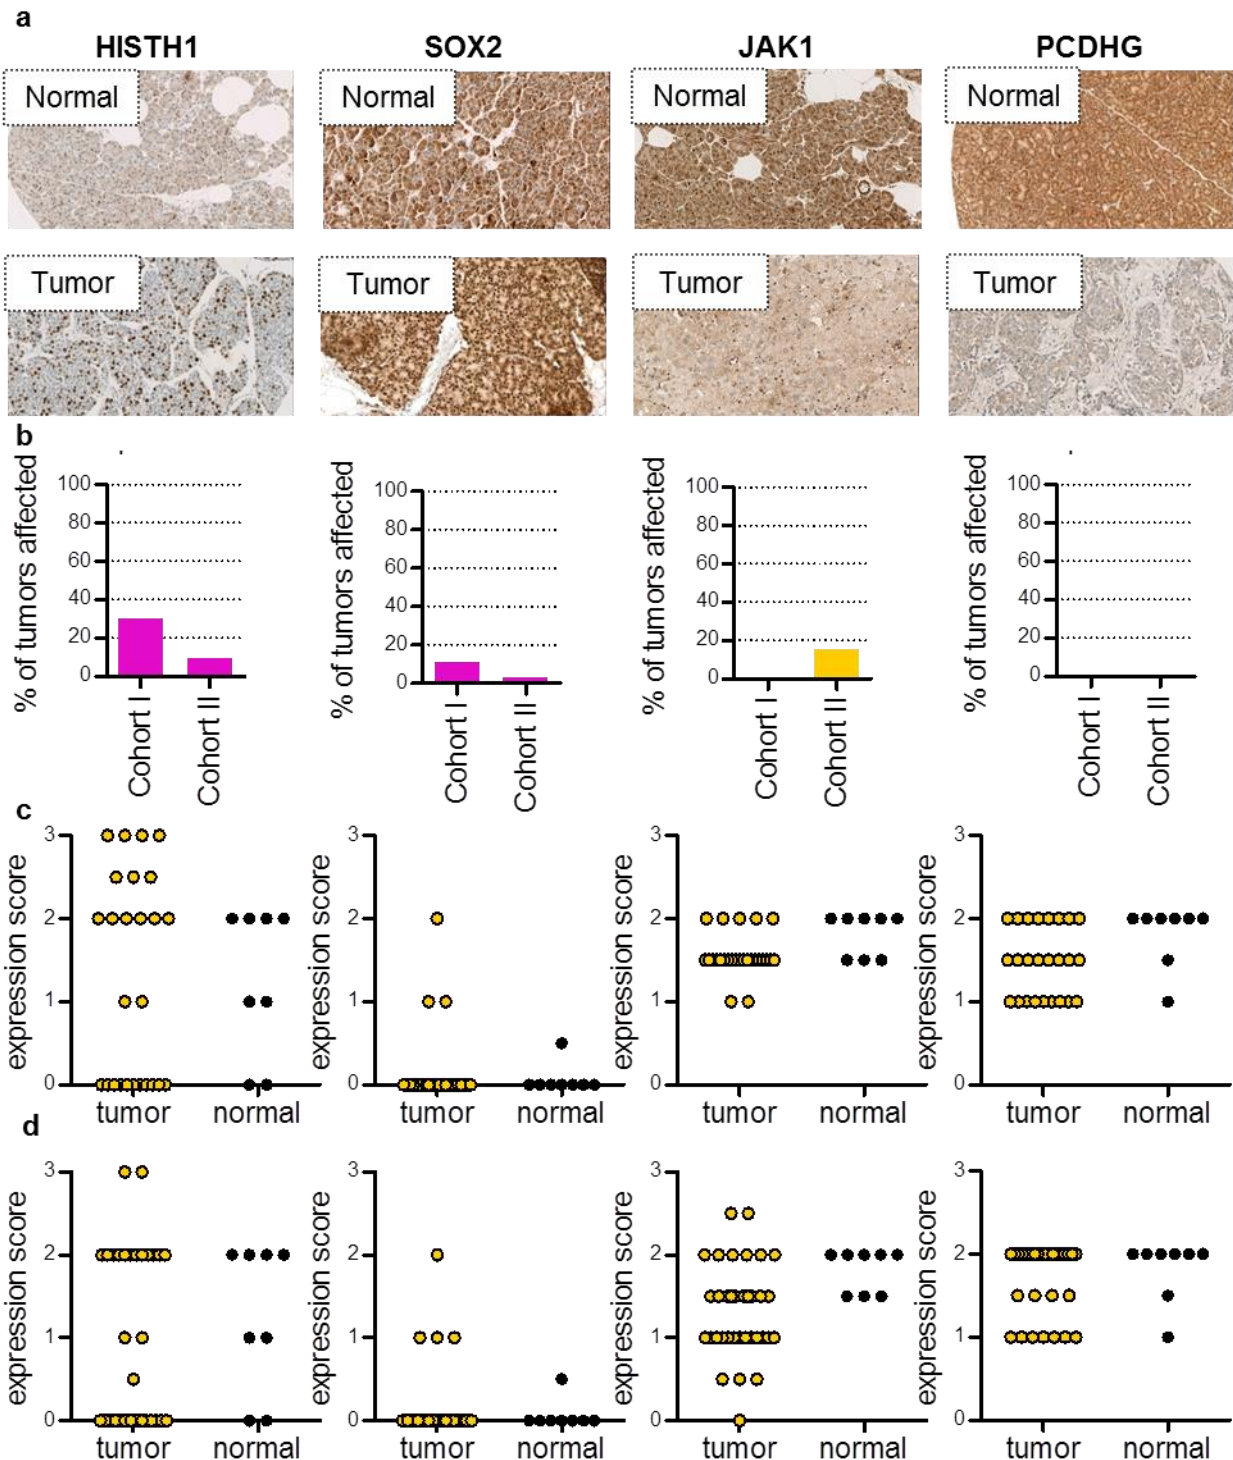 a
HISTH1 SOX2 JAK1 PCDHG
Normal Normal Normal Normal
Tumor Tumor Tumor Tumor
b
% of tumors affected % of tumors affected % of tumors affected % of tumors affected
100 100 100 100
80 80 80 80
60 60 60 60
40 40 40 40
20 20 20 20
0 0 0 0
Cohort I Cohort II Cohort I Cohort II Cohort I Cohort II Cohort I Cohort II
c
expression score expression score expression score expression score
3 3 3 3
2 2 2 2
1 1 1 1
0 0 0 0
tumor normal tumor normal tumor normal tumor normal
d
expression score expression score expression score expression score
3 3 3 3
2 2 2 2
1 1 1 1
0 0 0 0
tumor normal tumor normal tumor normal tumor normal